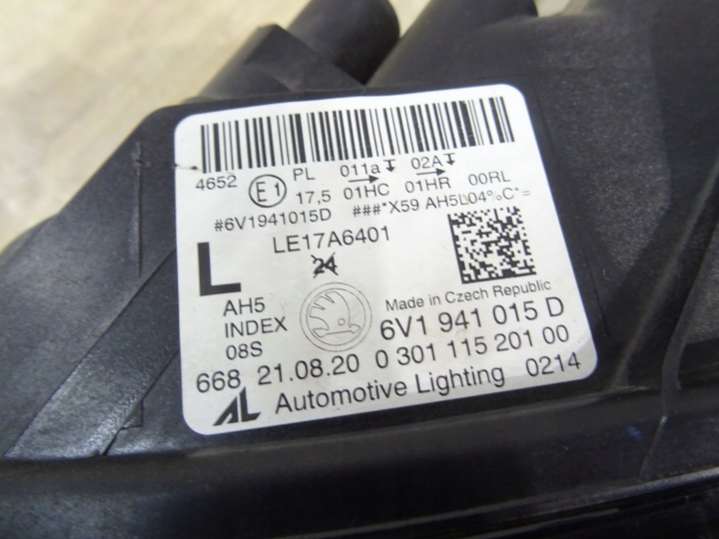 4652 E1 PL 011a 02A
17,5 01HC 01HR 00RL
#6V1941015D ###*X59 AH5L04%C*=
L LE17A6401
24
AH5
INDEX
08S
Made in Czech Republic
6V1 941 015 D
668 21.08.20 0 301 115 201 00
AL Automotive Lighting 0214